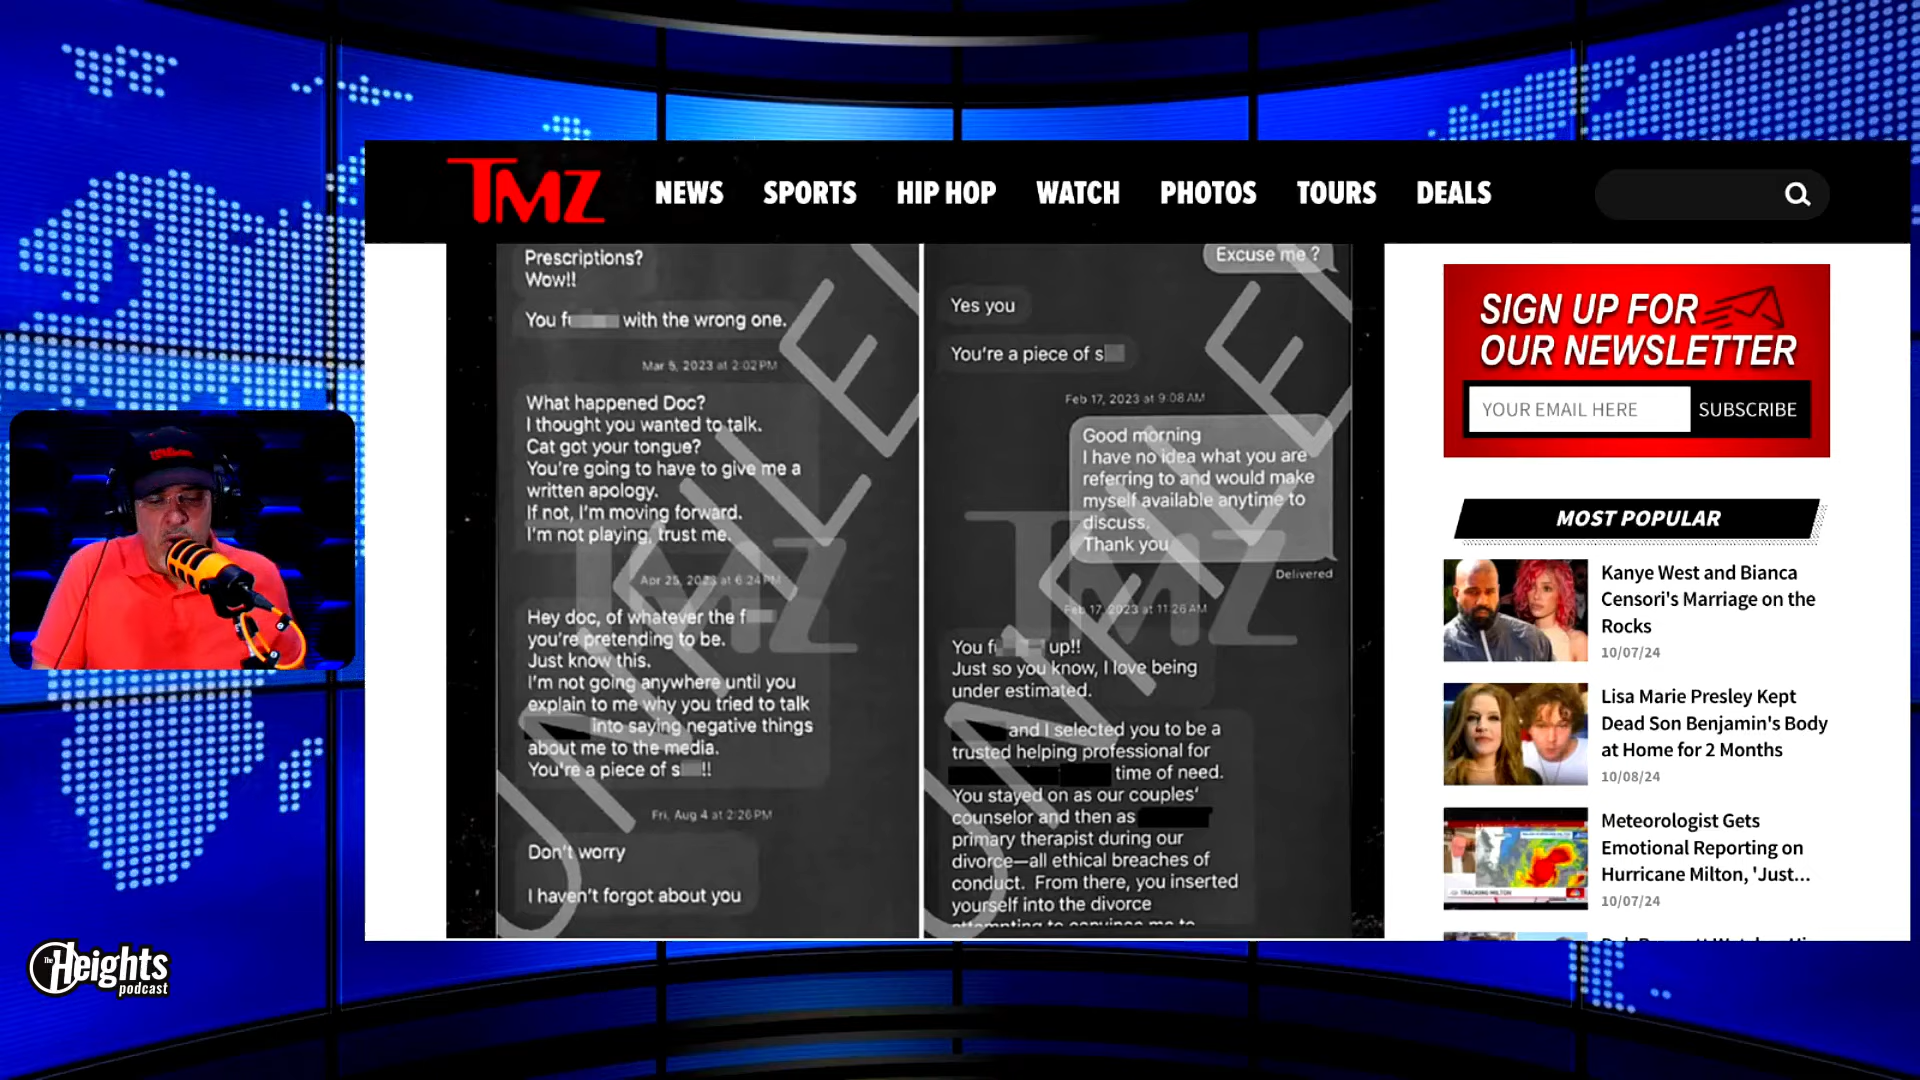 TMZ
NEWS
SPORTS
HIP HOP
WATCH
PHOTOS
TOURS
DEALS
Prescriptions?
Wow!!
You f with the wrong one.
Mar 5, 2023 at 2:02 PM
What happened Doc?
I thought you wanted to talk.
Cat got your tongue?
You're going to have to give me a
written apology.
If not, I'm moving forward.
I'm not playing, trust me.
Apr 25, 2023 at 6:24 PM
Hey doc, of whatever the f
you're pretending to be.
Just know this.
I'm not going anywhere until you
explain to me why you tried to talk
into saying negative things
about me to the media.
You're a piece of s !!
Fri, Aug 4 at 2:26 PM
Don't worry
I haven't forgot about you
Excuse me ?
Yes you
You're a piece of s
Feb 17, 2023 at 9:08 AM
Good morning
I have no idea what you are
referring to and would make
myself available anytime to
discuss.
Thank you
Delivered
Feb 17, 2023 at 11:26 AM
You f up!!
Just so you know, I love being
under estimated.
and I selected you to be a
trusted helping professional for
time of need.
You stayed on as our couples'
counselor and then as
primary therapist during our
divorce—all ethical breaches of
conduct. From there, you inserted
yourself into the divorce
attempting to convince me to
UNFILED
UNFILED
TMZ
TMZ
SIGN UP FOR
OUR NEWSLETTER
YOUR EMAIL HERE
SUBSCRIBE
MOST POPULAR
Kanye West and Bianca
Censori's Marriage on the
Rocks
10/07/24
Lisa Marie Presley Kept
Dead Son Benjamin's Body
at Home for 2 Months
10/08/24
TRACKING MILTON
Meteorologist Gets
Emotional Reporting on
Hurricane Milton, 'Just...
10/07/24
The Heights
podcast